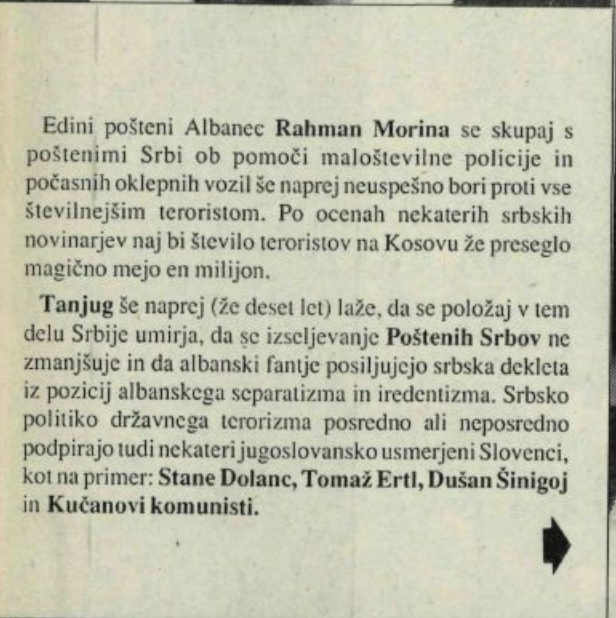 Edini pošteni Albanec Rahman Morina se skupaj s
poštenimi Srbi ob pomoči maloštevilne policije in
počasnih oklepnih vozil še naprej neuspešno bori proti vse
številnejšim teroristom. Po ocenah nekaterih srbskih
novinarjev naj bi število teroristov na Kosovu že preseglo
magično mejo en milijon.
Tanjug še naprej (že deset let) laže, da se položaj v tem
delu Srbije umirja, da se izseljevanje Poštenih Srbov ne
zmanjšuje in da albanski fantje posiljujejo srbska dekleta
iz pozicij albanskega separatizma in iredentizma. Srbsko
politiko državnega terorizma posredno ali neposredno
podpirajo tudi nekateri jugoslovansko usmerjeni Slovenci,
kot na primer: Stane Dolanc, Tomaž Ertl, Dušan Šinigoj
in Kučanovi komunisti.